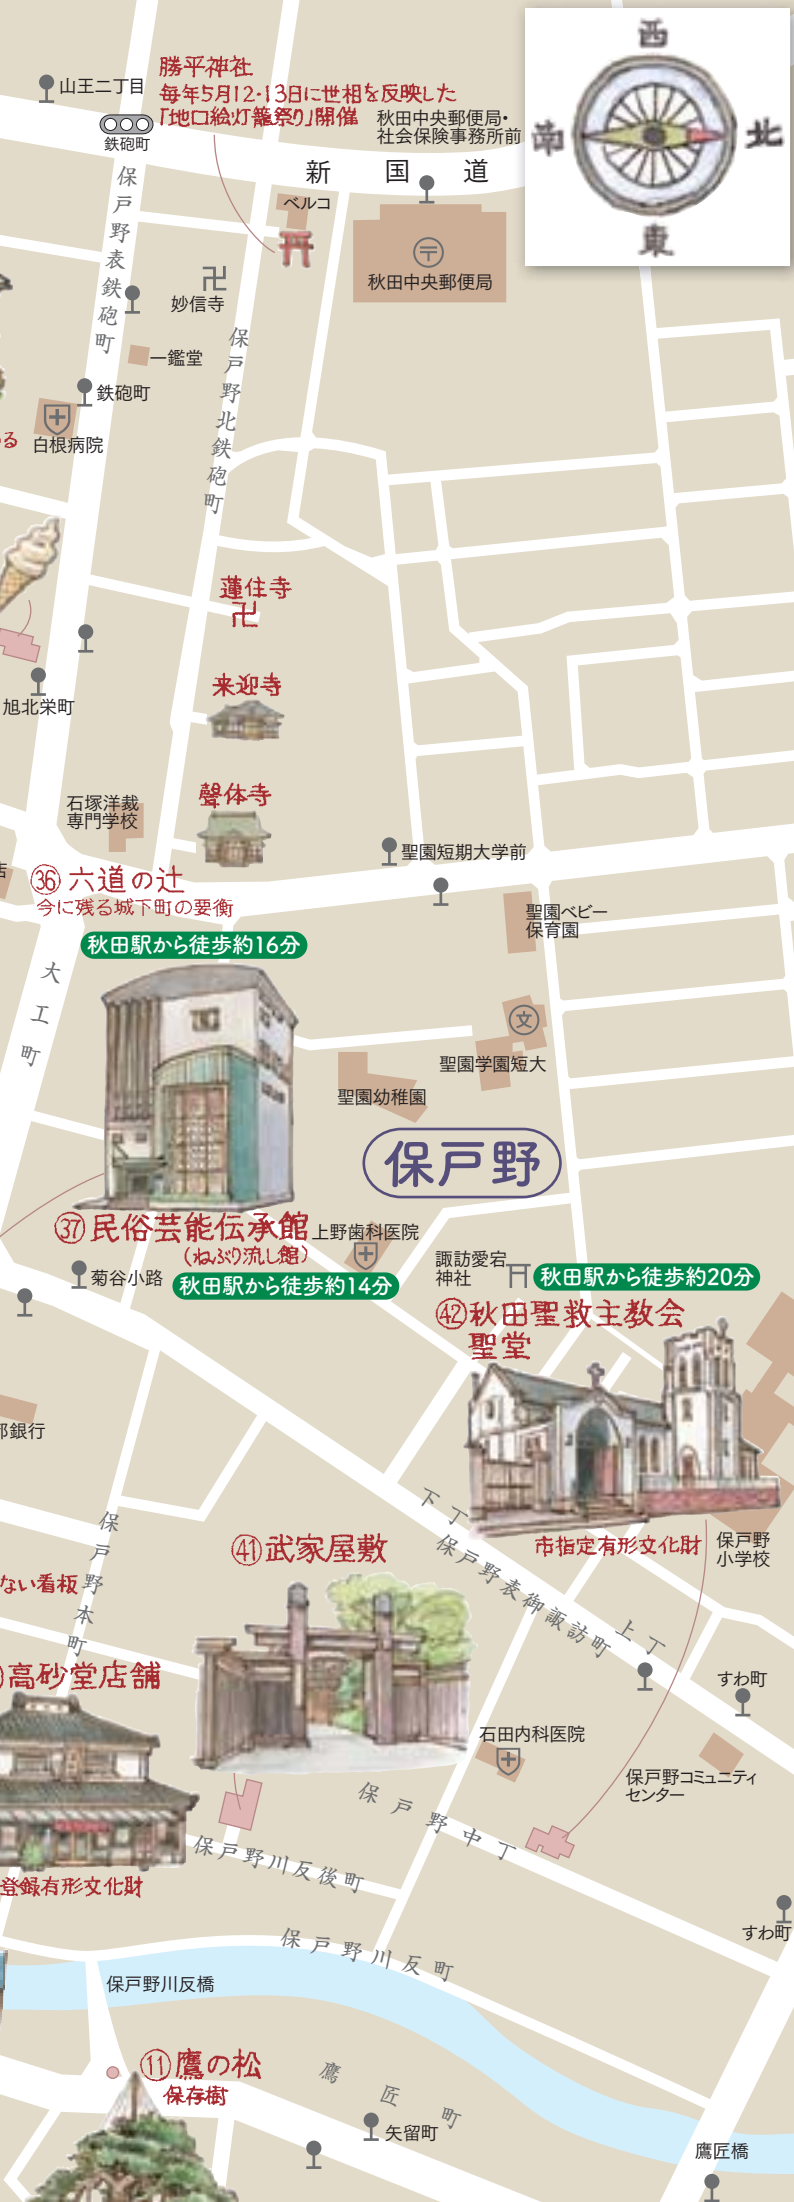 西
南
北
東
勝平神社
毎年5月12・13日に世相を反映した
「地口絵灯籠祭り」開催
山王二丁目
鉄砲町
秋田中央郵便局・
社会保険事務所前
新国道
ベルコ
秋田中央郵便局
保戸野表鉄砲町
妙信寺
一鑑堂
鉄砲町
白根病院
保戸野北鉄砲町
る
蓮住寺
来迎寺
旭北栄町
聲体寺
石塚洋裁
専門学校
聖園短期大学前
店
㊱六道の辻
今に残る城下町の要衝
聖園ベビー
保育園
秋田駅から徒歩約16分
大工町
文
聖園学園短大
聖園幼稚園
保戸野
㊲民俗芸能伝承館
(ねぶり流し館)
上野歯科医院
秋田駅から徒歩約14分
菊谷小路
諏訪愛宕
神社
秋田駅から徒歩約20分
㊷秋田聖救主教会
聖堂
市指定有形文化財
保戸野
小学校
部銀行
下丁
保戸野表御諏訪町
上丁
保戸野本町
㊶武家屋敷
ない看板
高砂堂店舗
登録有形文化財
すわ町
石田内科医院
保戸野コミュニティ
センター
保戸野中丁
保戸野川反後町
すわ町
保戸野川反町
保戸野川反橋
⑪鷹の松
保存樹
鷹匠町
矢留町
鷹匠橋